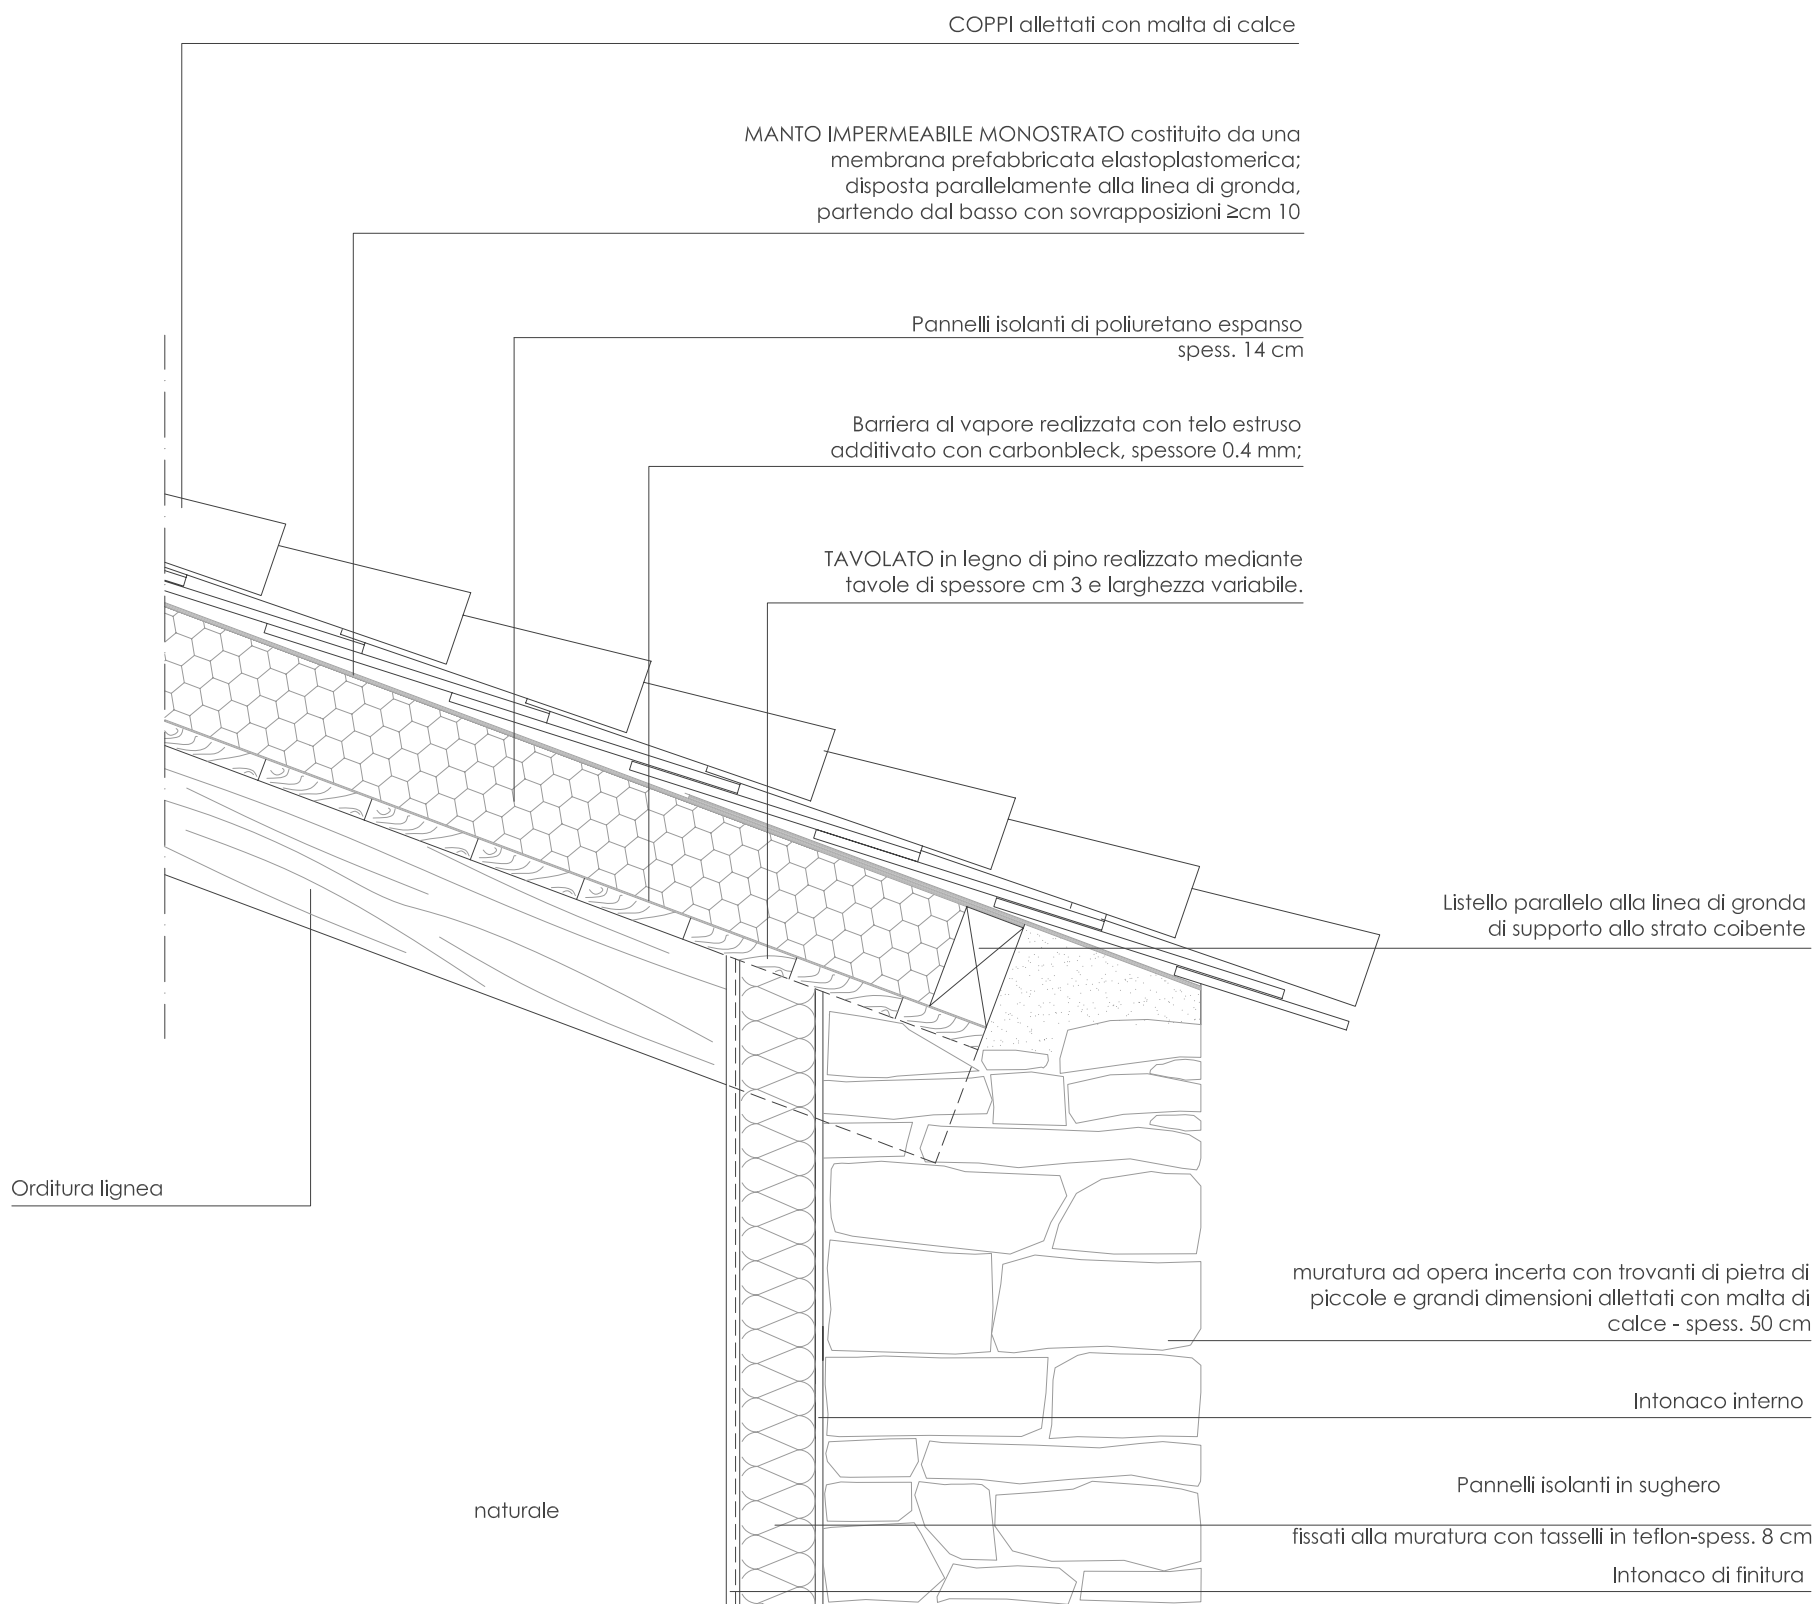 COPPI allettati con malta di calce
MANTO IMPERMEABILE MONOSTRATO costituito da una
membrana prefabbricata elastoplastomerica;
disposta parallelamente alla linea di gronda,
partendo dal basso con sovrapposizioni ≥cm 10
Pannelli isolanti di poliuretano espanso
spess. 14 cm
Barriera al vapore realizzata con telo estruso
additivato con carbonbleck, spessore 0.4 mm;
TAVOLATO in legno di pino realizzato mediante
tavole di spessore cm 3 e larghezza variabile.
Listello parallelo alla linea di gronda
di supporto allo strato coibente
Orditura lignea
muratura ad opera incerta con trovanti di pietra di
piccole e grandi dimensioni allettati con malta di
calce - spess. 50 cm
Intonaco interno
Pannelli isolanti in sughero
naturale
fissati alla muratura con tasselli in teflon-spess. 8 cm
Intonaco di finitura